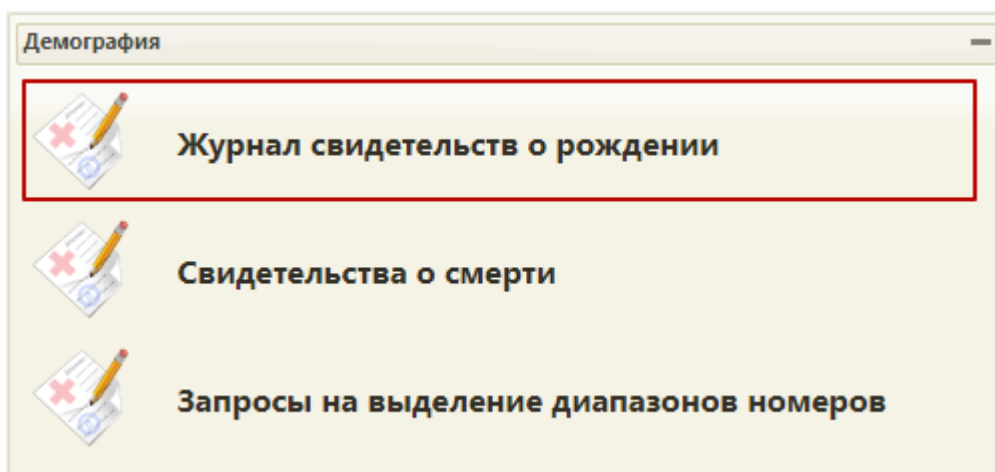 Демография
Журнал свидетельств о рождении
Свидетельства о смерти
Запросы на выделение диапазонов номеров